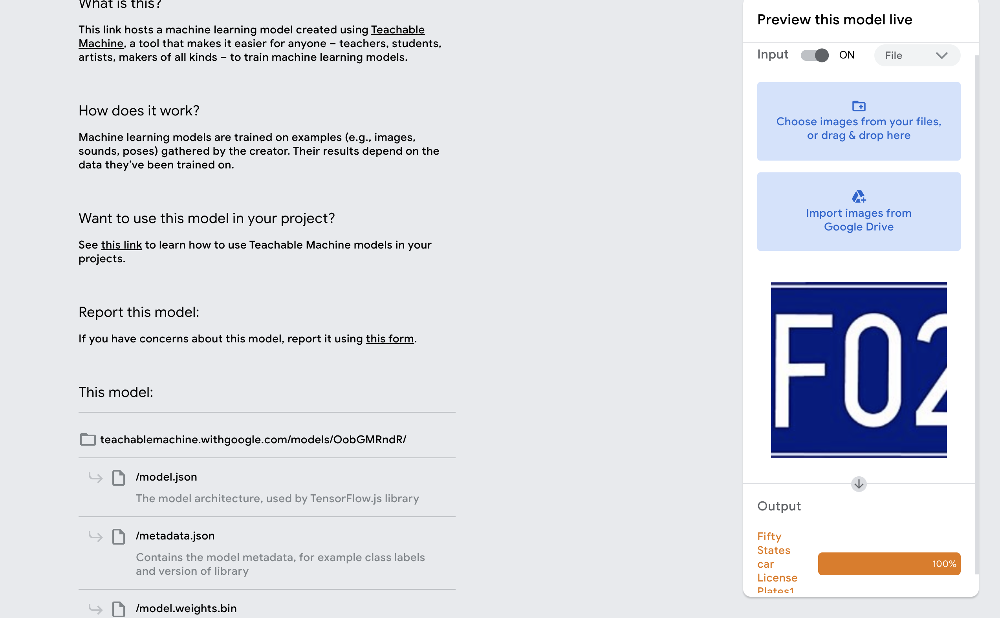 What is this?
This link hosts a machine learning model created using Teachable
Machine, a tool that makes it easier for anyone – teachers, students,
artists, makers of all kinds – to train machine learning models.
How does it work?
Machine learning models are trained on examples (e.g., images,
sounds, poses) gathered by the creator. Their results depend on the
data they’ve been trained on.
Want to use this model in your project?
See this link to learn how to use Teachable Machine models in your
projects.
Report this model:
If you have concerns about this model, report it using this form.
This model:
teachablemachine.withgoogle.com/models/OobGMRndR/
/model.json
The model architecture, used by TensorFlow.js library
/metadata.json
Contains the model metadata, for example class labels
and version of library
/model.weights.bin
Preview this model live
Input ON File
Choose images from your files,
or drag & drop here
Import images from
Google Drive
F02
Output
Fifty
States
car
License
Plates1
100%